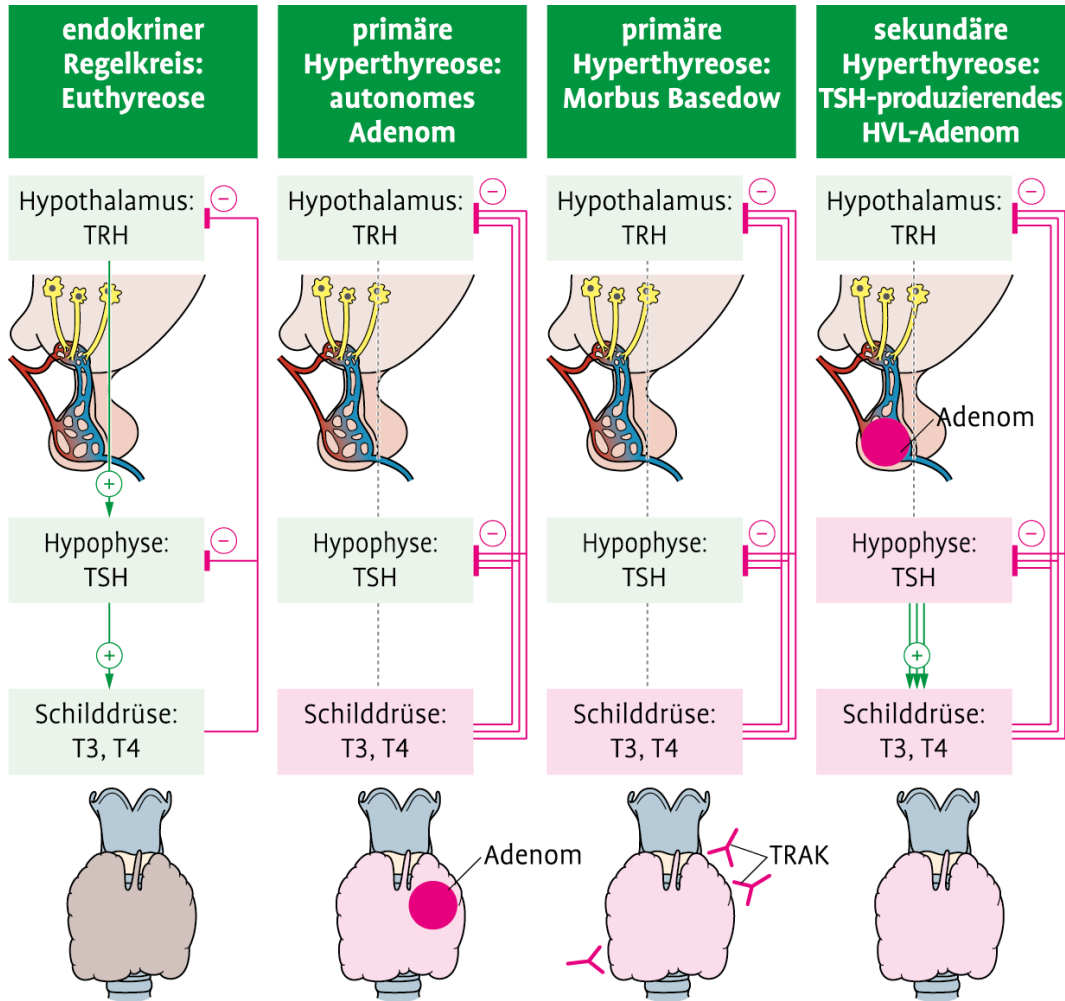 endokriner
Regelkreis:
Euthyreose
primäre
Hyperthyreose:
autonomes
Adenom
primäre
Hyperthyreose:
Morbus Basedow
sekundäre
Hyperthyreose:
TSH-produzierendes
HVL-Adenom
Hypothalamus:
TRH
−
Hypothalamus:
TRH
−
Hypothalamus:
TRH
−
Hypothalamus:
TRH
−
Adenom
+
Hypophyse:
TSH
−
Hypophyse:
TSH
−
Hypophyse:
TSH
−
Hypophyse:
TSH
−
+
+
Schilddrüse:
T3, T4
Schilddrüse:
T3, T4
Schilddrüse:
T3, T4
Schilddrüse:
T3, T4
Adenom
TRAK